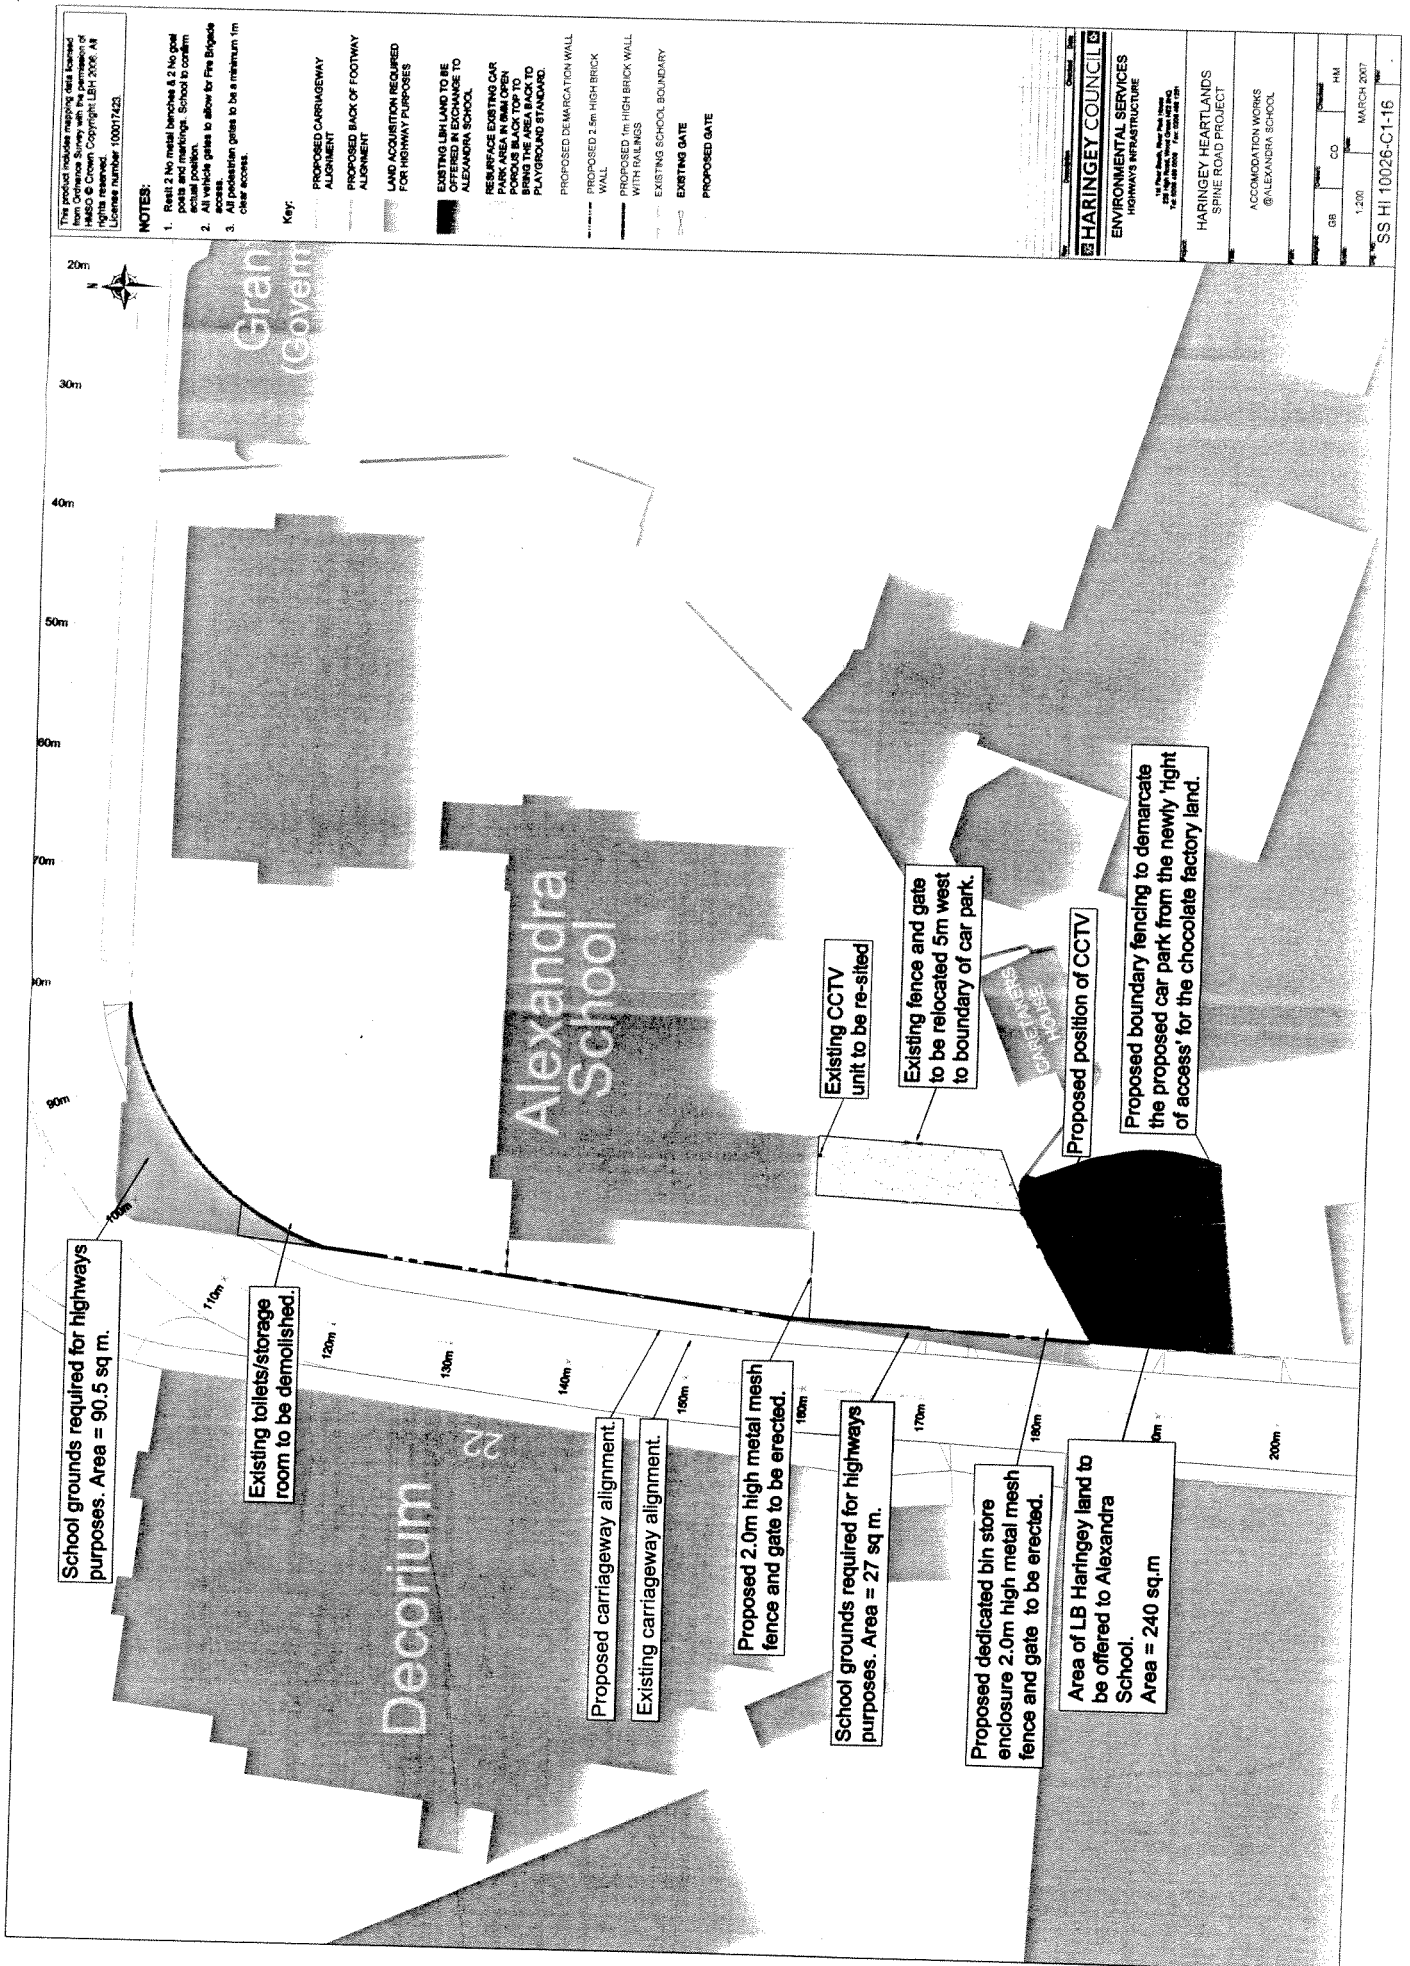 This product includes mapping data licensed
from Ordnance Survey with the permission of
HMSO © Crown Copyright LBH 2006. All
rights reserved.
License number 100017423.
NOTES:
1. Resit 2 No metal benches & 2 No goal
posts and markings. School to confirm
actual position.
2. All vehicle gates to allow for Fire Brigade
access.
3. All pedestrian gates to be a minimum 1m
clear access.
Key:
PROPOSED CARRIAGEWAY
ALIGNMENT
PROPOSED BACK OF FOOTWAY
ALIGNMENT
LAND ACQUISITION REQUIRED
FOR HIGHWAY PURPOSES
EXISTING LBH LAND TO BE
OFFERED IN EXCHANGE TO
ALEXANDRA SCHOOL
RESURFACE EXISTING CAR
PARK AREA IN 6MM OPEN
POROUS BLACK TOP TO
BRING THE AREA BACK TO
PLAYGROUND STANDARD.
PROPOSED DEMARCATION WALL
PROPOSED 2.5m HIGH BRICK
WALL
PROPOSED 1m HIGH BRICK WALL
WITH RAILINGS
EXISTING SCHOOL BOUNDARY
EXISTING GATE
PROPOSED GATE
HARINGEY COUNCIL
ENVIRONMENTAL SERVICES
HIGHWAYS INFRASTRUCTURE
HARINGEY HEARTLANDS
SPINE ROAD PROJECT
ACCOMODATION WORKS
@ALEXANDRA SCHOOL
GB
CO
HM
1:200
MARCH 2007
SS HI 10026-C1-16
N
20m
30m
40m
50m
60m
70m
90m
100m
110m
120m
130m
140m
150m
160m
170m
180m
200m
Gran
(Govern
Alexandra
School
Decorium
22
CARETAKERS
HOUSE
School grounds required for highways
purposes. Area = 90.5 sq m.
Existing toilets/storage
room to be demolished.
Proposed carriageway alignment.
Existing carriageway alignment.
Proposed 2.0m high metal mesh
fence and gate to be erected.
School grounds required for highways
purposes. Area = 27 sq m.
Proposed dedicated bin store
enclosure 2.0m high metal mesh
fence and gate to be erected.
Area of LB Haringey land to
be offered to Alexandra
School.
Area = 240 sq.m
Existing CCTV
unit to be re-sited
Existing fence and gate
to be relocated 5m west
to boundary of car park.
Proposed position of CCTV
Proposed boundary fencing to demarcate
the proposed car park from the newly 'right
of access' for the chocolate factory land.